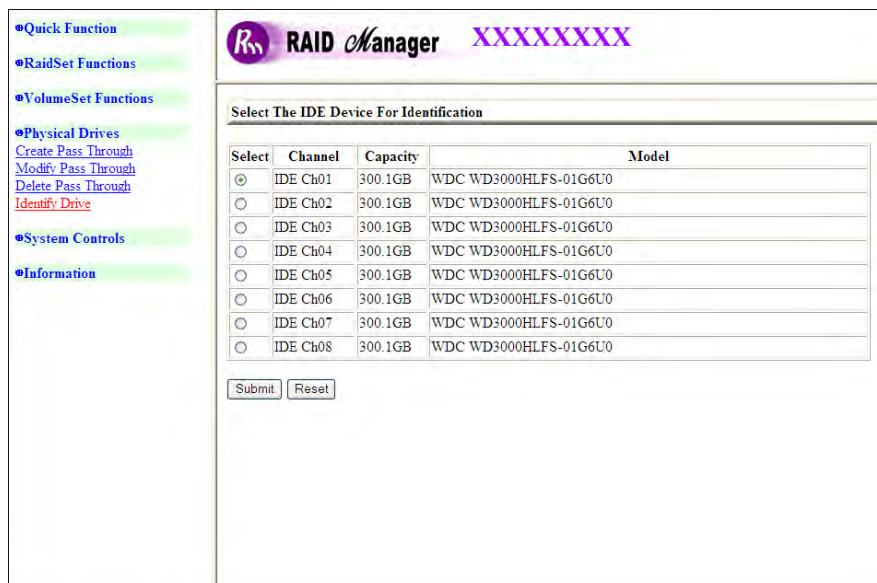 Quick Function
RaidSet Functions
VolumeSet Functions
Physical Drives
Create Pass Through
Modify Pass Through
Delete Pass Through
Identify Drive
System Controls
Information
Rm RAID Manager XXXXXXXX
Select The IDE Device For Identification
Select Channel Capacity Model
IDE Ch01 300.1GB WDC WD3000HLFS-01G6U0
IDE Ch02 300.1GB WDC WD3000HLFS-01G6U0
IDE Ch03 300.1GB WDC WD3000HLFS-01G6U0
IDE Ch04 300.1GB WDC WD3000HLFS-01G6U0
IDE Ch05 300.1GB WDC WD3000HLFS-01G6U0
IDE Ch06 300.1GB WDC WD3000HLFS-01G6U0
IDE Ch07 300.1GB WDC WD3000HLFS-01G6U0
IDE Ch08 300.1GB WDC WD3000HLFS-01G6U0
Submit Reset